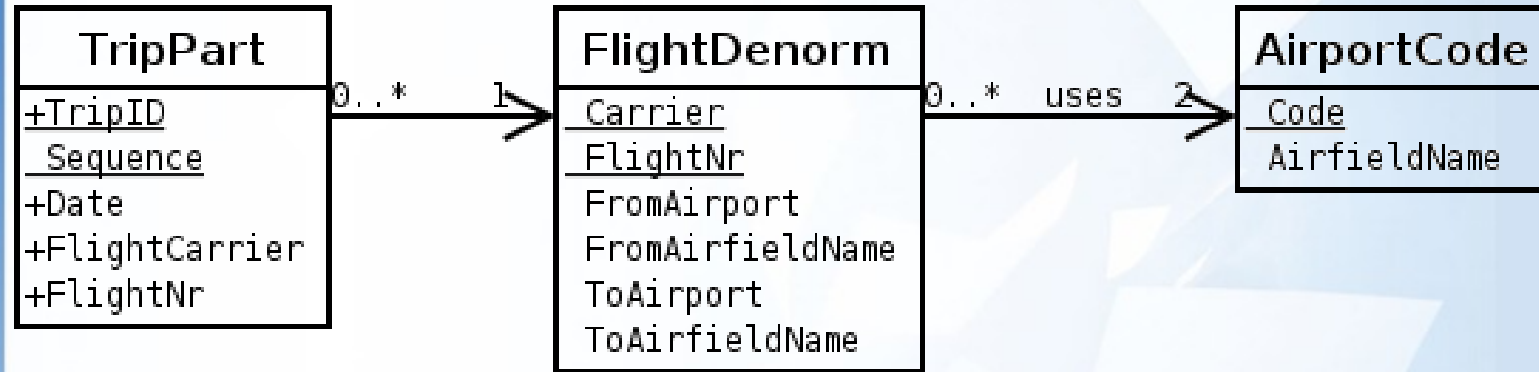 TripPart
+TripID
Sequence
+Date
+FlightCarrier
+FlightNr
0..* 1
FlightDenorm
Carrier
FlightNr
FromAirport
FromAirfieldName
ToAirport
ToAirfieldName
0..* uses 2
AirportCode
Code
AirfieldName